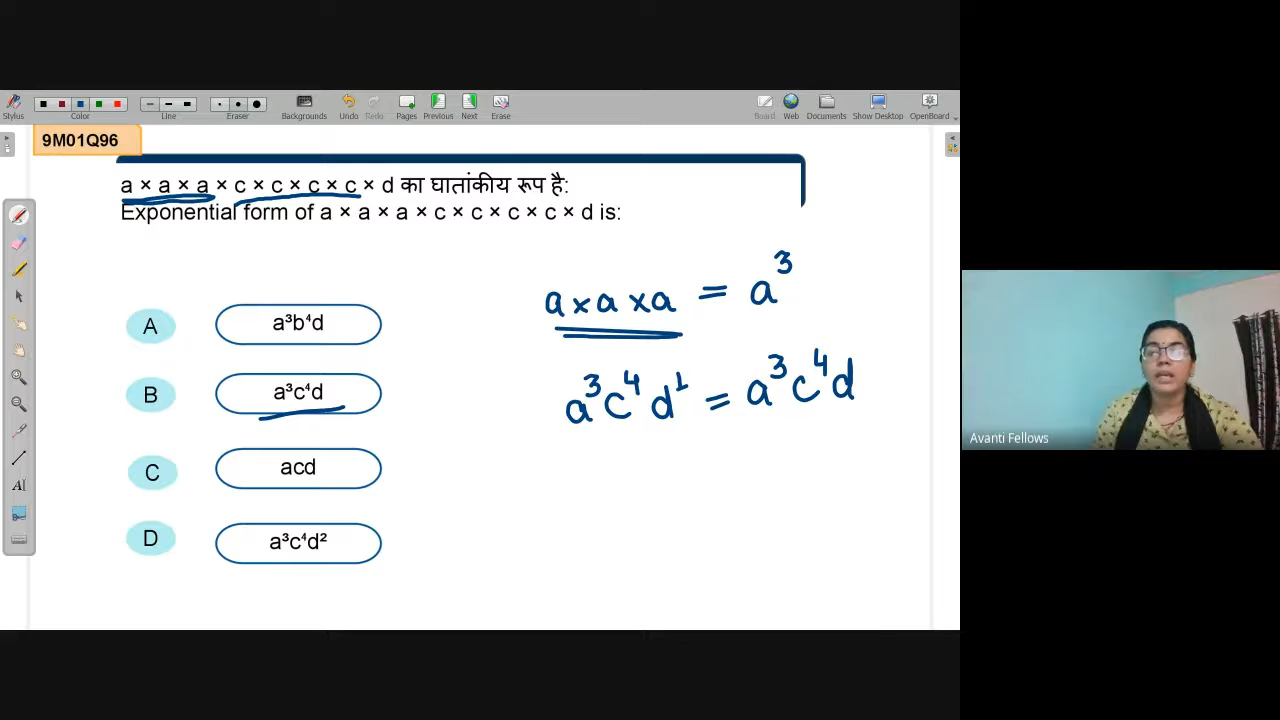 Stylus Color Line Eraser Backgrounds Undo Redo Pages Previous Next Erase Board Web Documents Show Desktop OpenBoard
9M01Q96
a × a × a × c × c × c × c × d का घातांकीय रूप है:
Exponential form of a × a × a × c × c × c × c × d is:
a × a × a = a³
A a³b⁴d
B a³c⁴d
a³c⁴d¹ = a³c⁴d
C acd
D a³c⁴d²
Avanti Fellows